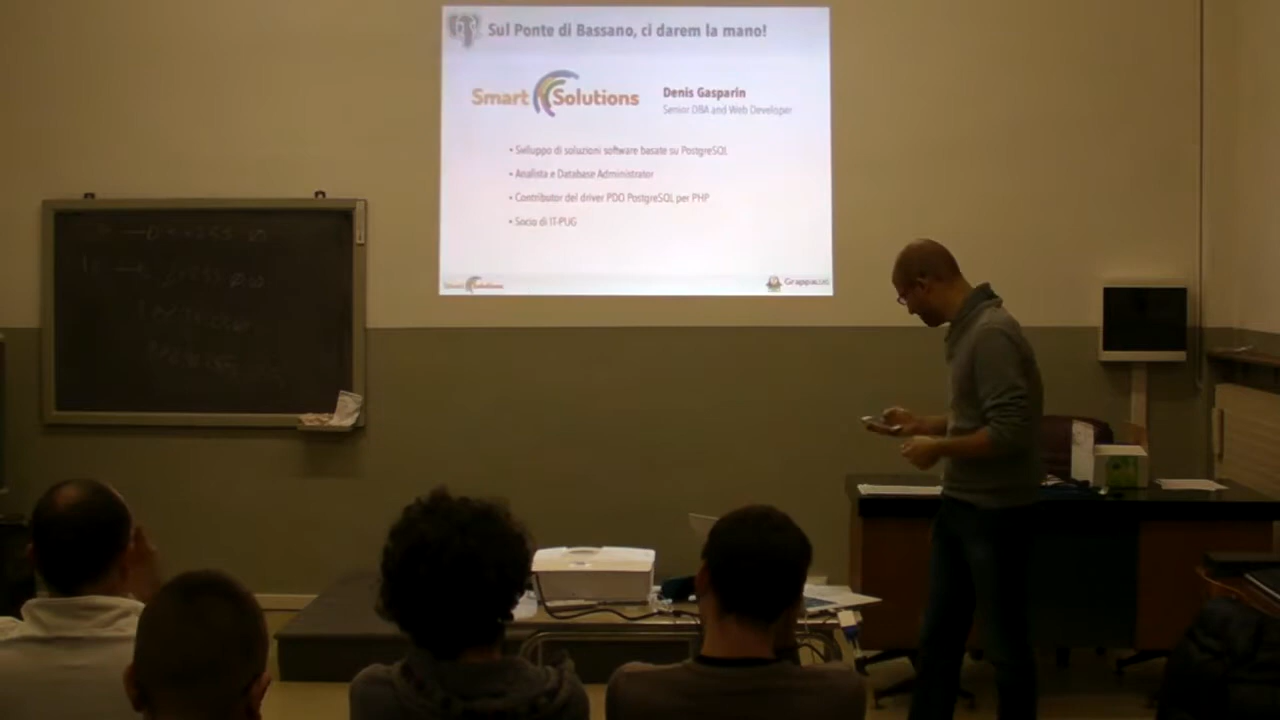 Sul Ponte di Bassano, ci darem la mano!
Smart Solutions
Denis Gasparin
Senior DBA and Web Developer
• Sviluppo di soluzioni software basate su PostgreSQL
• Analista e Database Administrator
• Contributor del driver PDO PostgreSQL per PHP
• Socio di IT-PUG
Smart Solutions